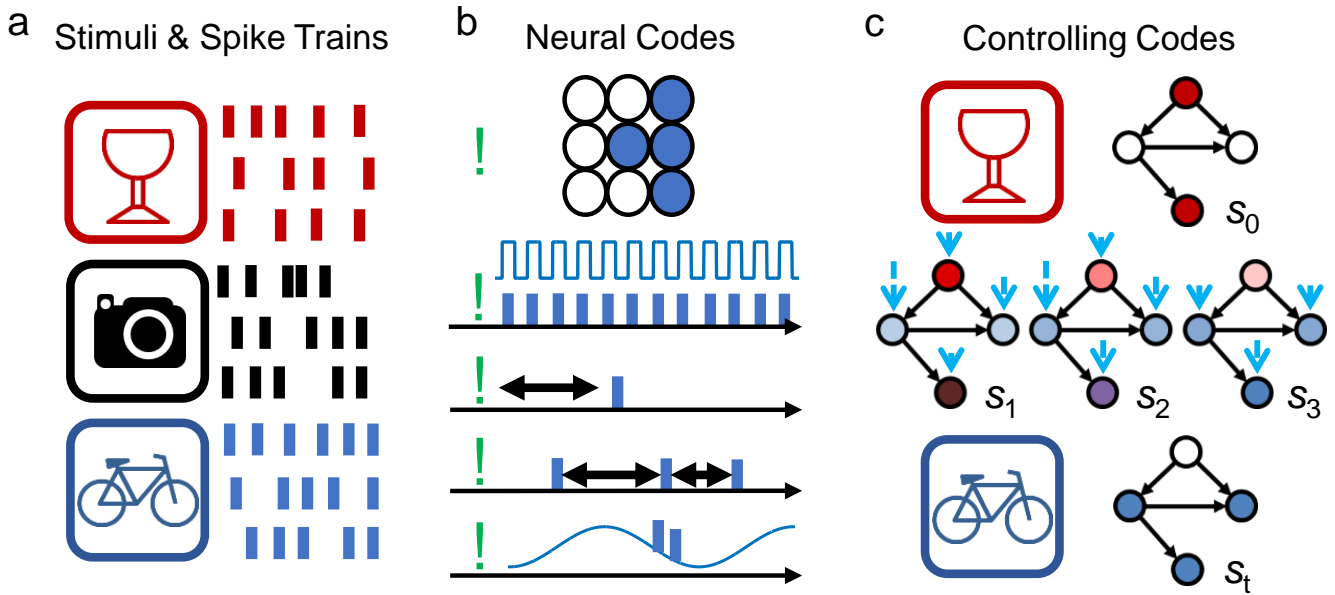 a
Stimuli & Spike Trains
b
Neural Codes
!
!
!
!
!
c
Controlling Codes
s0
s1
s2
s3
st